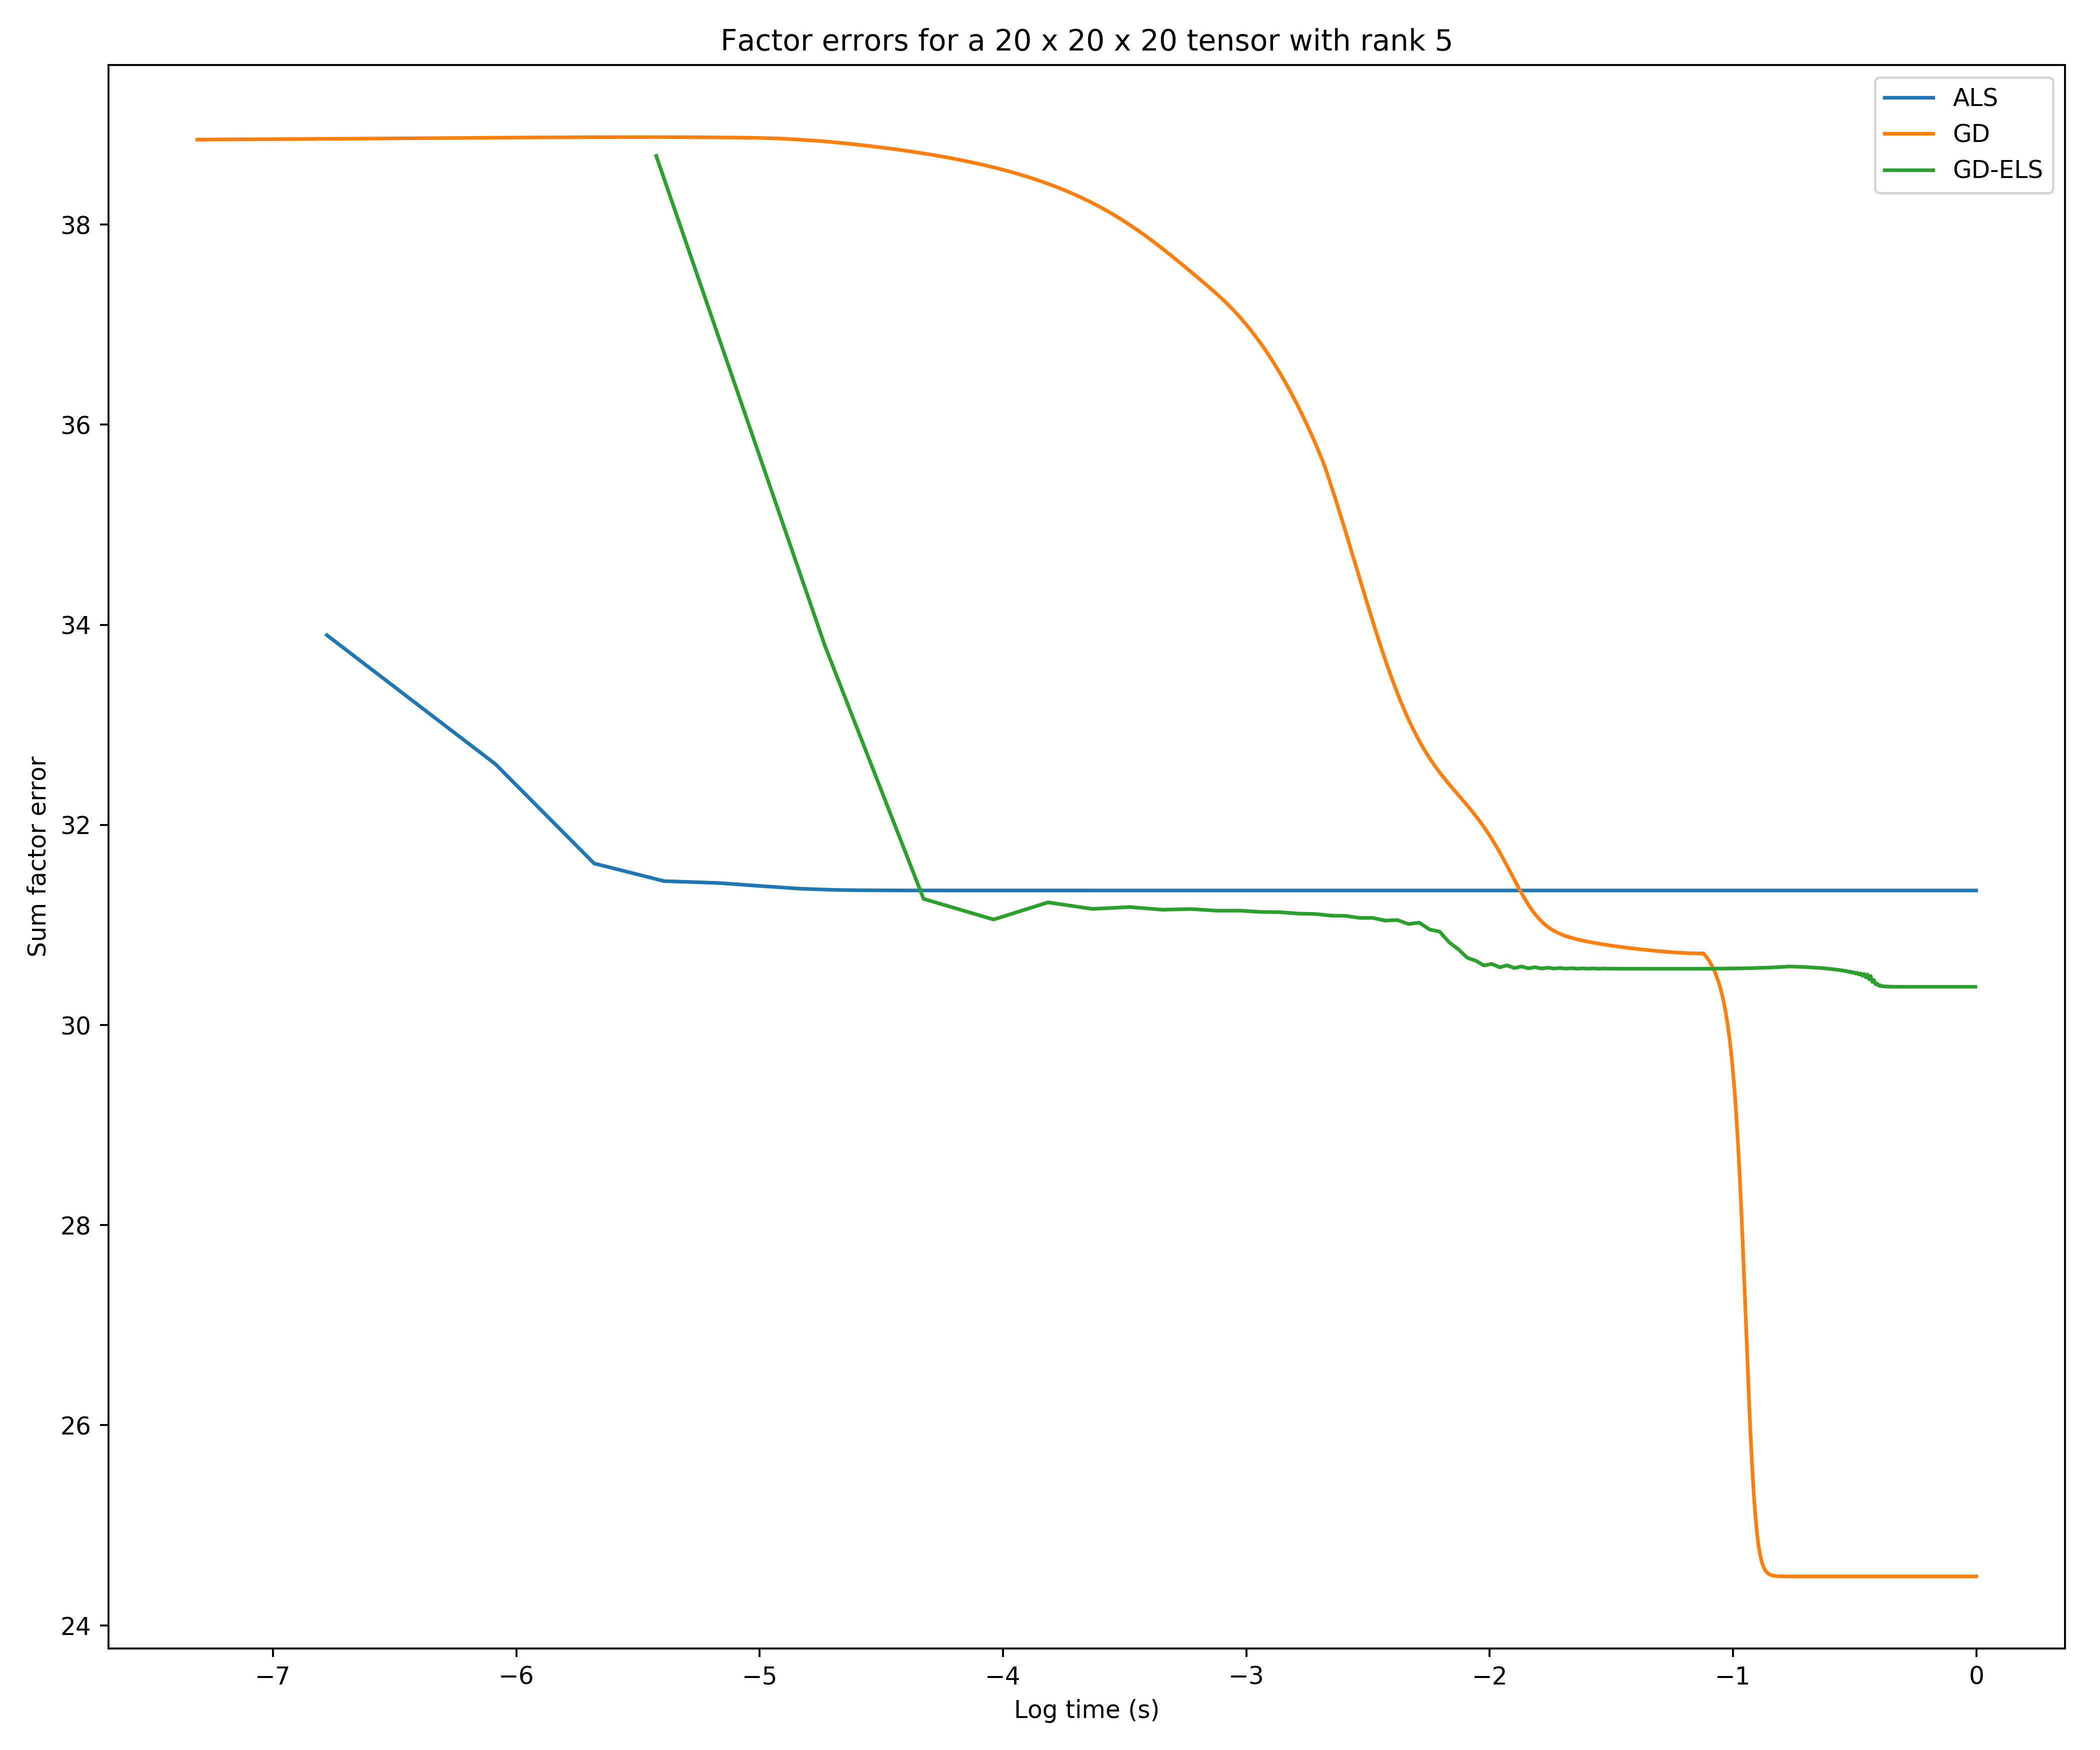 Factor errors for a 20 x 20 x 20 tensor with rank 5
ALS
GD
GD-ELS
38
36
34
32
30
28
26
24
Sum factor error
−7 −6 −5 −4 −3 −2 −1 0
Log time (s)